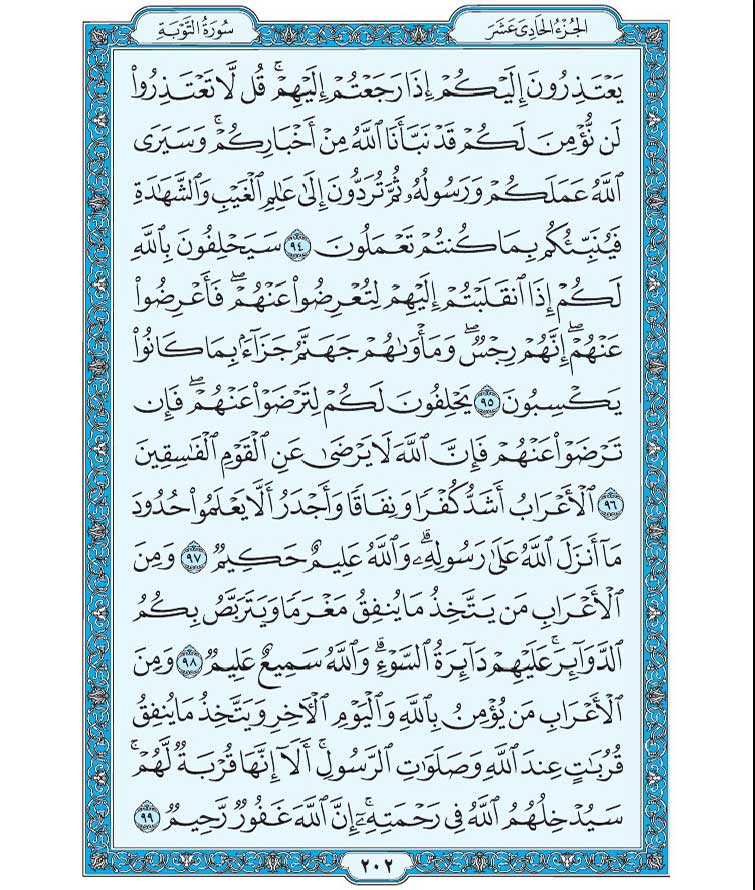 الجُزْءُ الحَادِي عَشَرَ
سُورَةُ التَّوْبَةِ
يَعْتَذِرُونَ إِلَيْكُمْ إِذَا رَجَعْتُمْ إِلَيْهِمْ ۚ قُل لَّا تَعْتَذِرُوا۟
لَن نُّؤْمِنَ لَكُمْ قَدْ نَبَّأَنَا ٱللَّهُ مِنْ أَخْبَارِكُمْ ۚ وَسَيَرَى
ٱللَّهُ عَمَلَكُمْ وَرَسُولُهُۥ ثُمَّ تُرَدُّونَ إِلَىٰ عَٰلِمِ ٱلْغَيْبِ وَٱلشَّهَٰدَةِ
فَيُنَبِّئُكُم بِمَا كُنتُمْ تَعْمَلُونَ ٩٤ سَيَحْلِفُونَ بِٱللَّهِ
لَكُمْ إِذَا ٱنقَلَبْتُمْ إِلَيْهِمْ لِتُعْرِضُوا۟ عَنْهُمْ ۖ فَأَعْرِضُوا۟
عَنْهُمْ ۖ إِنَّهُمْ رِجْسٌ ۖ وَمَأْوَىٰهُمْ جَهَنَّمُ جَزَآءًۢ بِمَا كَانُوا۟
يَكْسِبُونَ ٩٥ يَحْلِفُونَ لَكُمْ لِتَرْضَوْا۟ عَنْهُمْ ۖ فَإِن
تَرْضَوْا۟ عَنْهُمْ فَإِنَّ ٱللَّهَ لَا يَرْضَىٰ عَنِ ٱلْقَوْمِ ٱلْفَٰسِقِينَ
٩٦ ٱلْأَعْرَابُ أَشَدُّ كُفْرًا وَنِفَاقًا وَأَجْدَرُ أَلَّا يَعْلَمُوا۟ حُدُودَ
مَآ أَنزَلَ ٱللَّهُ عَلَىٰ رَسُولِهِۦ ۗ وَٱللَّهُ عَلِيمٌ حَكِيمٌ ٩٧ وَمِنَ
ٱلْأَعْرَابِ مَن يَتَّخِذُ مَا يُنفِقُ مَغْرَمًا وَيَتَرَبَّصُ بِكُمُ
ٱلدَّوَآئِرَ ۚ عَلَيْهِمْ دَآئِرَةُ ٱلسَّوْءِ ۗ وَٱللَّهُ سَمِيعٌ عَلِيمٌ ٩٨ وَمِنَ
ٱلْأَعْرَابِ مَن يُؤْمِنُ بِٱللَّهِ وَٱلْيَوْمِ ٱلْءَاخِرِ وَيَتَّخِذُ مَا يُنفِقُ
قُرُبَٰتٍ عِندَ ٱللَّهِ وَصَلَوَٰتِ ٱلرَّسُولِ ۚ أَلَآ إِنَّهَا قُرْبَةٌ لَّهُمْ ۚ
سَيُدْخِلُهُمُ ٱللَّهُ فِى رَحْمَتِهِۦٓ ۗ إِنَّ ٱللَّهَ غَفُورٌ رَّحِيمٌ ٩٩
٢٠٢